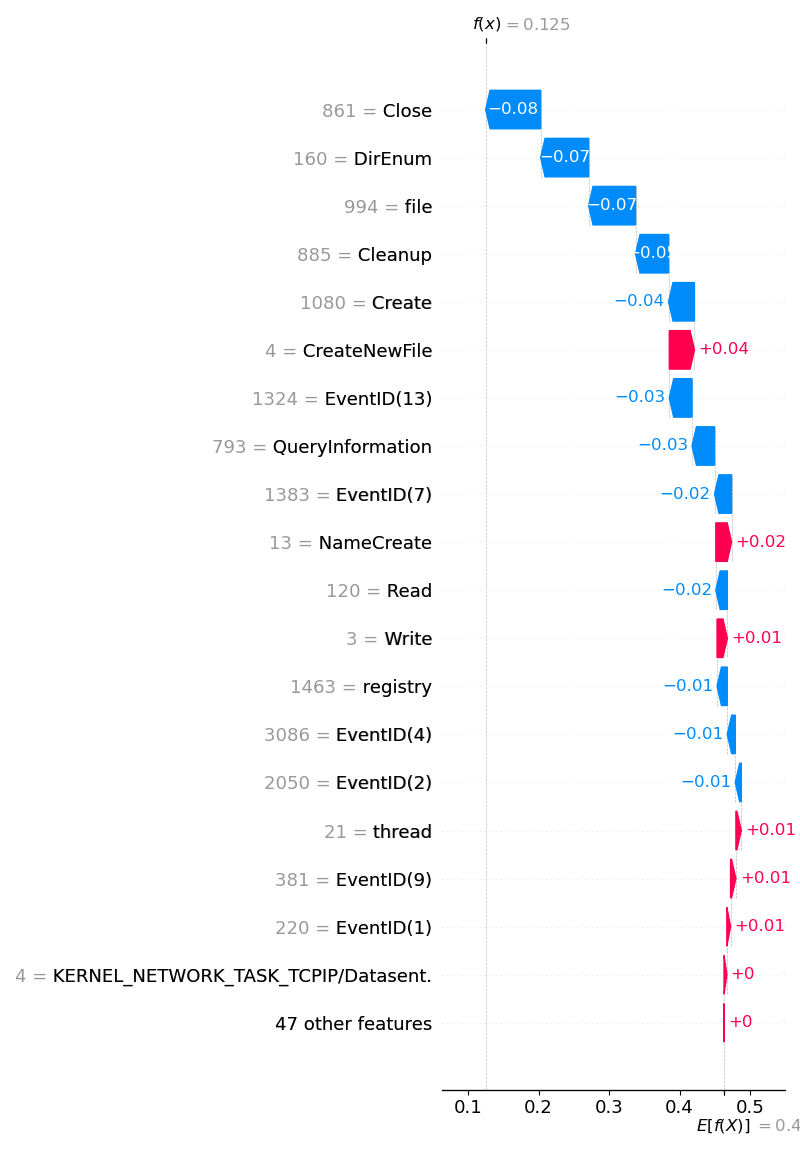 f(x) = 0.125
861 = Close
−0.08
160 = DirEnum
−0.07
994 = file
−0.07
885 = Cleanup
1080 = Create
−0.04
4 = CreateNewFile
+0.04
1324 = EventID(13)
−0.03
793 = QueryInformation
−0.03
1383 = EventID(7)
−0.02
13 = NameCreate
+0.02
120 = Read
−0.02
3 = Write
+0.01
1463 = registry
−0.01
3086 = EventID(4)
−0.01
2050 = EventID(2)
−0.01
21 = thread
+0.01
381 = EventID(9)
+0.01
220 = EventID(1)
+0.01
4 = KERNEL_NETWORK_TASK_TCPIP/Datasent.
+0
47 other features
+0
0.1 0.2 0.3 0.4 0.5
E[f(X)] = 0.4